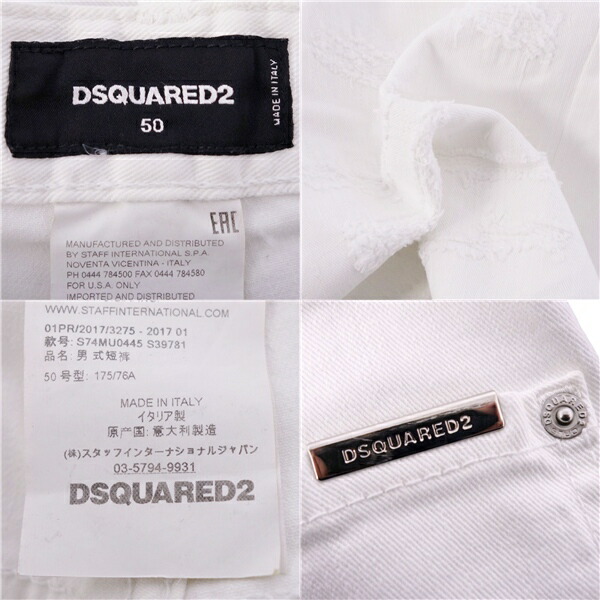 DSQUARED2
50
MADE IN ITALY
EAC
MANUFACTURED AND DISTRIBUTED
BY STAFF INTERNATIONAL S.P.A.
NOVENTA VICENTINA - ITALY
PH 0444 784500 FAX 0444 784580
FOR U.S.A. ONLY
IMPORTED AND DISTRIBUTED
WWW.STAFFINTERNATIONAL.COM
01PR/2017/3275 - 2017 01
款号: S74MU0445 S39781
品名: 男式短裤
50号型: 175/76A
MADE IN ITALY
イタリア製
原产国:意大利製造
(株)スタッフインターナショナルジャパン
03-5794-9931
DSQUARED2
DSQUARED2
DSQUARED2